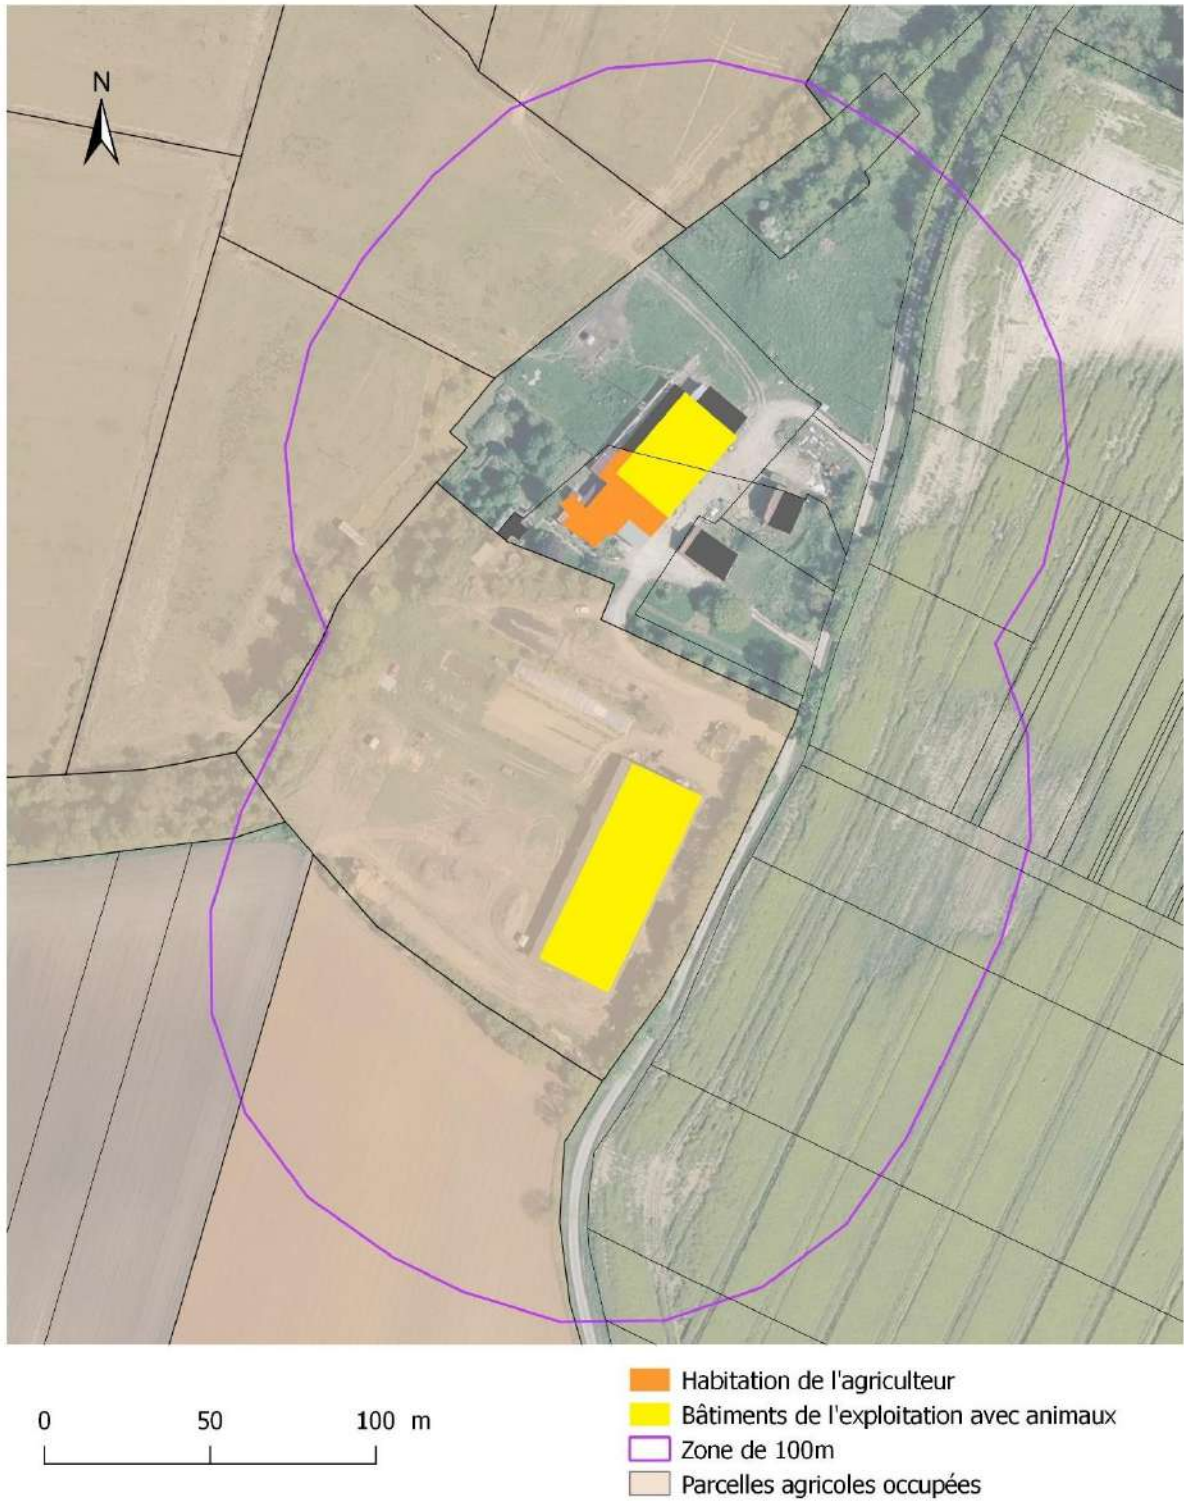 N
0 50 100 m
Habitation de l'agriculteur
Bâtiments de l'exploitation avec animaux
Zone de 100m
Parcelles agricoles occupées